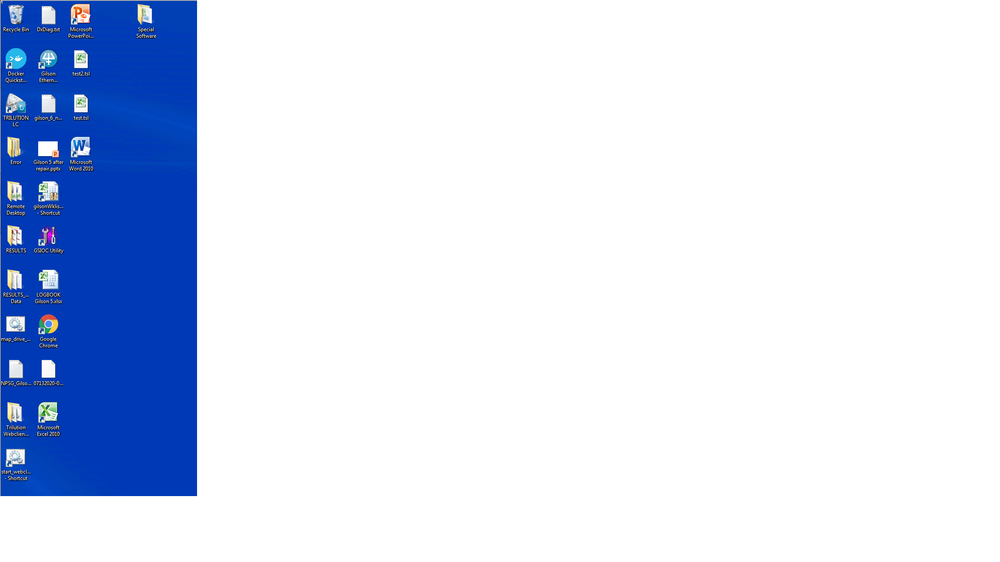 Recycle Bin
DxDiag.txt
Microsoft
PowerPoi...
Special
Software
Docker
Quickst...
Gilson
Ethern...
test2.tsl
TRILUTION
LC
gilson_6_n...
test.tsl
Error
Gilson 5 after
repair.pptx
Microsoft
Word 2010
Remote
Desktop
gilsonWklis...
- Shortcut
RESULTS
GSIOC Utility
RESULTS_...
Data
LOGBOOK
Gilson 5.xlsx
map_drive_...
Google
Chrome
NPSG_Gilso...
07132020-0...
Trilution
Webclien...
Microsoft
Excel 2010
start_webcl...
- Shortcut